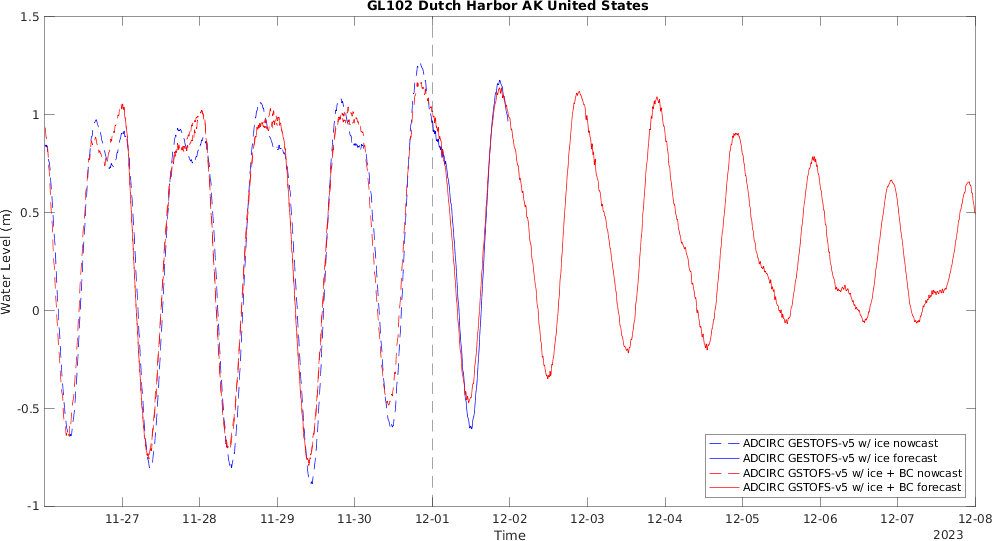 GL102 Dutch Harbor AK United States
1.5
1
0.5
0
-0.5
-1
Water Level (m)
ADCIRC GESTOFS-v5 w/ ice nowcast
ADCIRC GESTOFS-v5 w/ ice forecast
ADCIRC GSTOFS-v5 w/ ice + BC nowcast
ADCIRC GSTOFS-v5 w/ ice + BC forecast
11-27 11-28 11-29 11-30 12-01 12-02 12-03 12-04 12-05 12-06 12-07 12-08
Time
2023